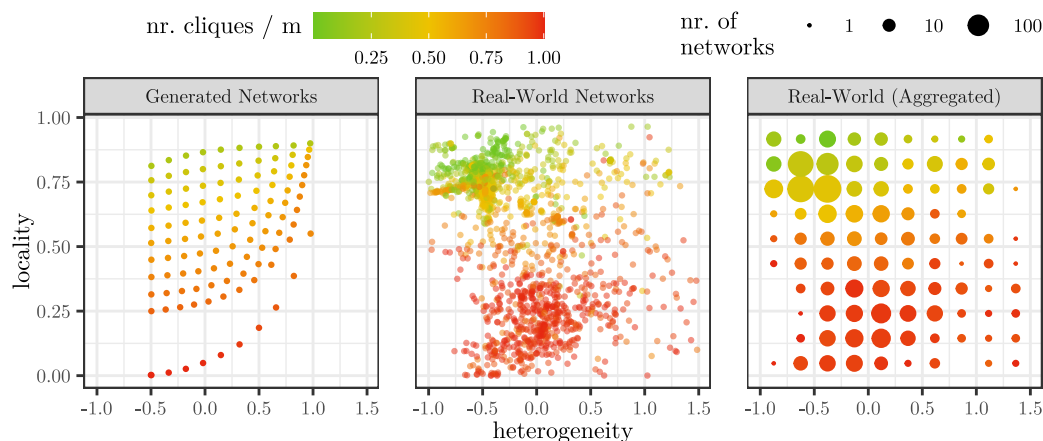 nr. cliques / m
0.25 0.50 0.75 1.00
nr. of
networks
1 10 100
Generated Networks Real-World Networks Real-World (Aggregated)
locality
1.00
0.75
0.50
0.25
0.00
-1.0 -0.5 0.0 0.5 1.0 1.5 -1.0 -0.5 0.0 0.5 1.0 1.5 -1.0 -0.5 0.0 0.5 1.0 1.5
heterogeneity